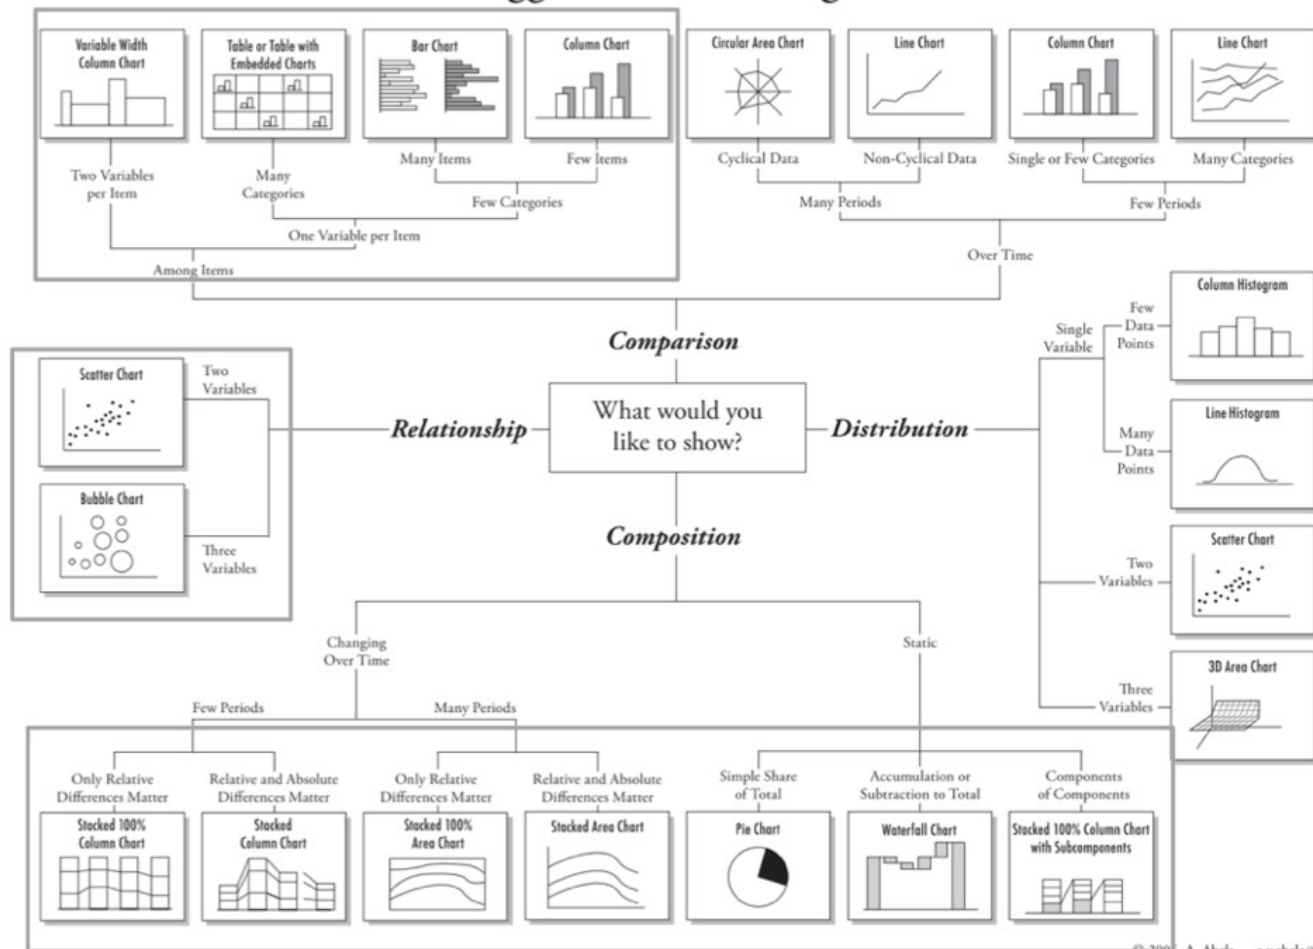 Variable Width
Column Chart
Table or Table with
Embedded Charts
Bar Chart
Column Chart
Circular Area Chart
Line Chart
Column Chart
Line Chart
Two Variables
per Item
Many
Categories
Many Items
Few Items
Cyclical Data
Non-Cyclical Data
Single or Few Categories
Many Categories
Few Categories
Many Periods
Few Periods
One Variable per Item
Among Items
Over Time
Comparison
What would you
like to show?
Relationship
Distribution
Composition
Scatter Chart
Two
Variables
Bubble Chart
Three
Variables
Single
Variable
Few
Data
Points
Column Histogram
Many
Data
Points
Line Histogram
Two
Variables
Scatter Chart
Three
Variables
3D Area Chart
Changing
Over Time
Static
Few Periods
Many Periods
Only Relative
Differences Matter
Relative and Absolute
Differences Matter
Only Relative
Differences Matter
Relative and Absolute
Differences Matter
Simple Share
of Total
Accumulation or
Subtraction to Total
Components
of Components
Stacked 100%
Column Chart
Stacked
Column Chart
Stacked 100%
Area Chart
Stacked Area Chart
Pie Chart
Waterfall Chart
Stacked 100% Column Chart
with Subcomponents